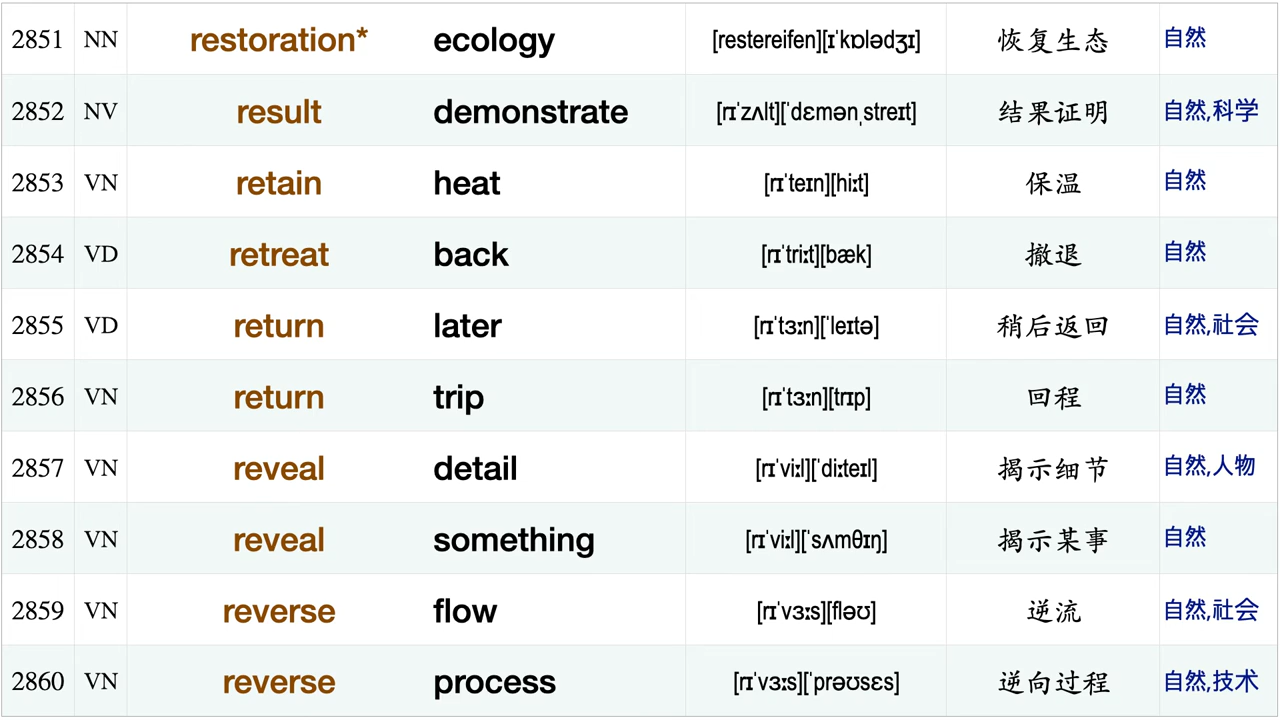 2851 NN restoration* ecology [restereifen][ɪˈkɒlədʒɪ] 恢复生态 自然
2852 NV result demonstrate [rɪˈzʌlt][ˈdɛmənˌstreɪt] 结果证明 自然,科学
2853 VN retain heat [rɪˈteɪn][hiːt] 保温 自然
2854 VD retreat back [rɪˈtriːt][bæk] 撤退 自然
2855 VD return later [rɪˈtɜːn][ˈleɪtə] 稍后返回 自然,社会
2856 VN return trip [rɪˈtɜːn][trɪp] 回程 自然
2857 VN reveal detail [rɪˈviːl][ˈdiːteɪl] 揭示细节 自然,人物
2858 VN reveal something [rɪˈviːl][ˈsʌmθɪŋ] 揭示某事 自然
2859 VN reverse flow [rɪˈvɜːs][fləʊ] 逆流 自然,社会
2860 VN reverse process [rɪˈvɜːs][ˈprəʊsɛs] 逆向过程 自然,技术